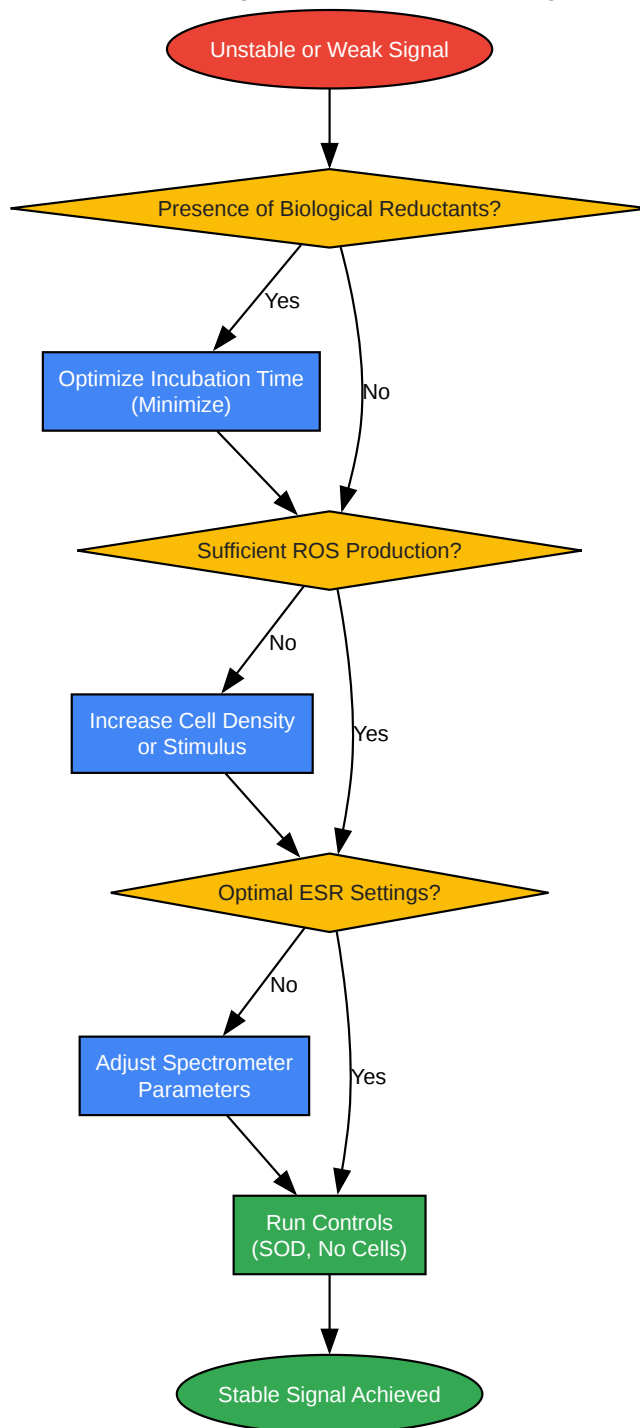 Unstable or Weak Signal
Presence of Biological Reductants?
Yes
Optimize Incubation Time
(Minimize)
No
Sufficient ROS Production?
No
Increase Cell Density
or Stimulus
Yes
Optimal ESR Settings?
No
Adjust Spectrometer
Parameters
Yes
Run Controls
(SOD, No Cells)
Stable Signal Achieved